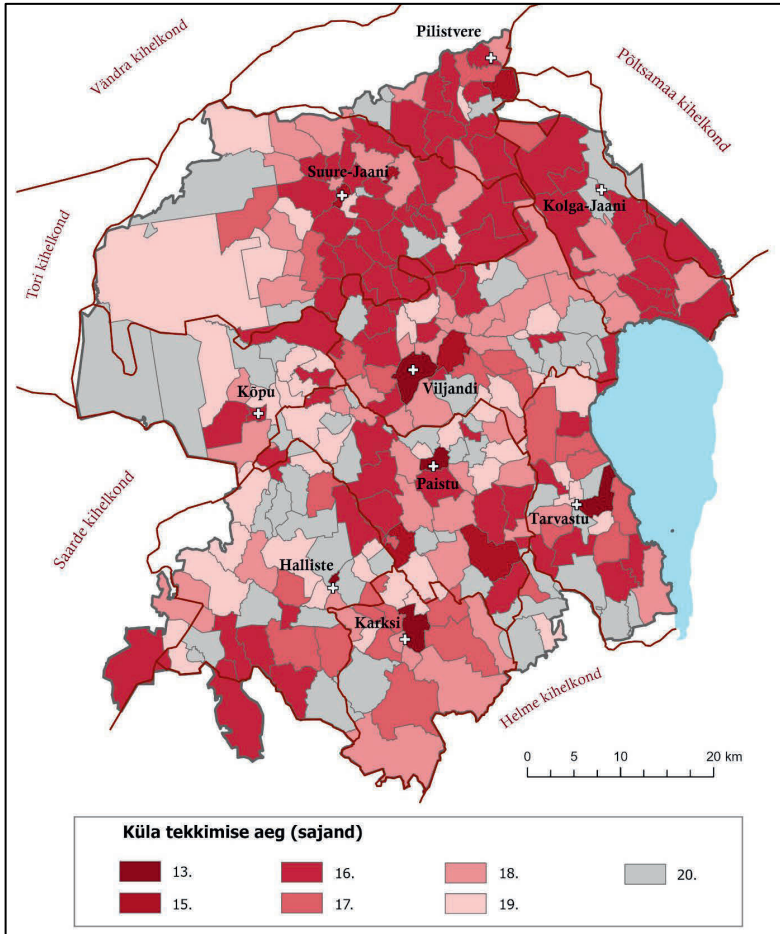 Pilistvere
Vändra kihelkond
Põltsamaa kihelkond
Suure-Jaani
Kolga-Jaani
Tori kihelkond
Viljandi
Kõpu
Paistu
Tarvastu
Saarde kihelkond
Halliste
Karksi
Helme kihelkond
0 5 10 20 km
Küla tekkimise aeg (sajand)
13. 16. 18. 20.
15. 17. 19.